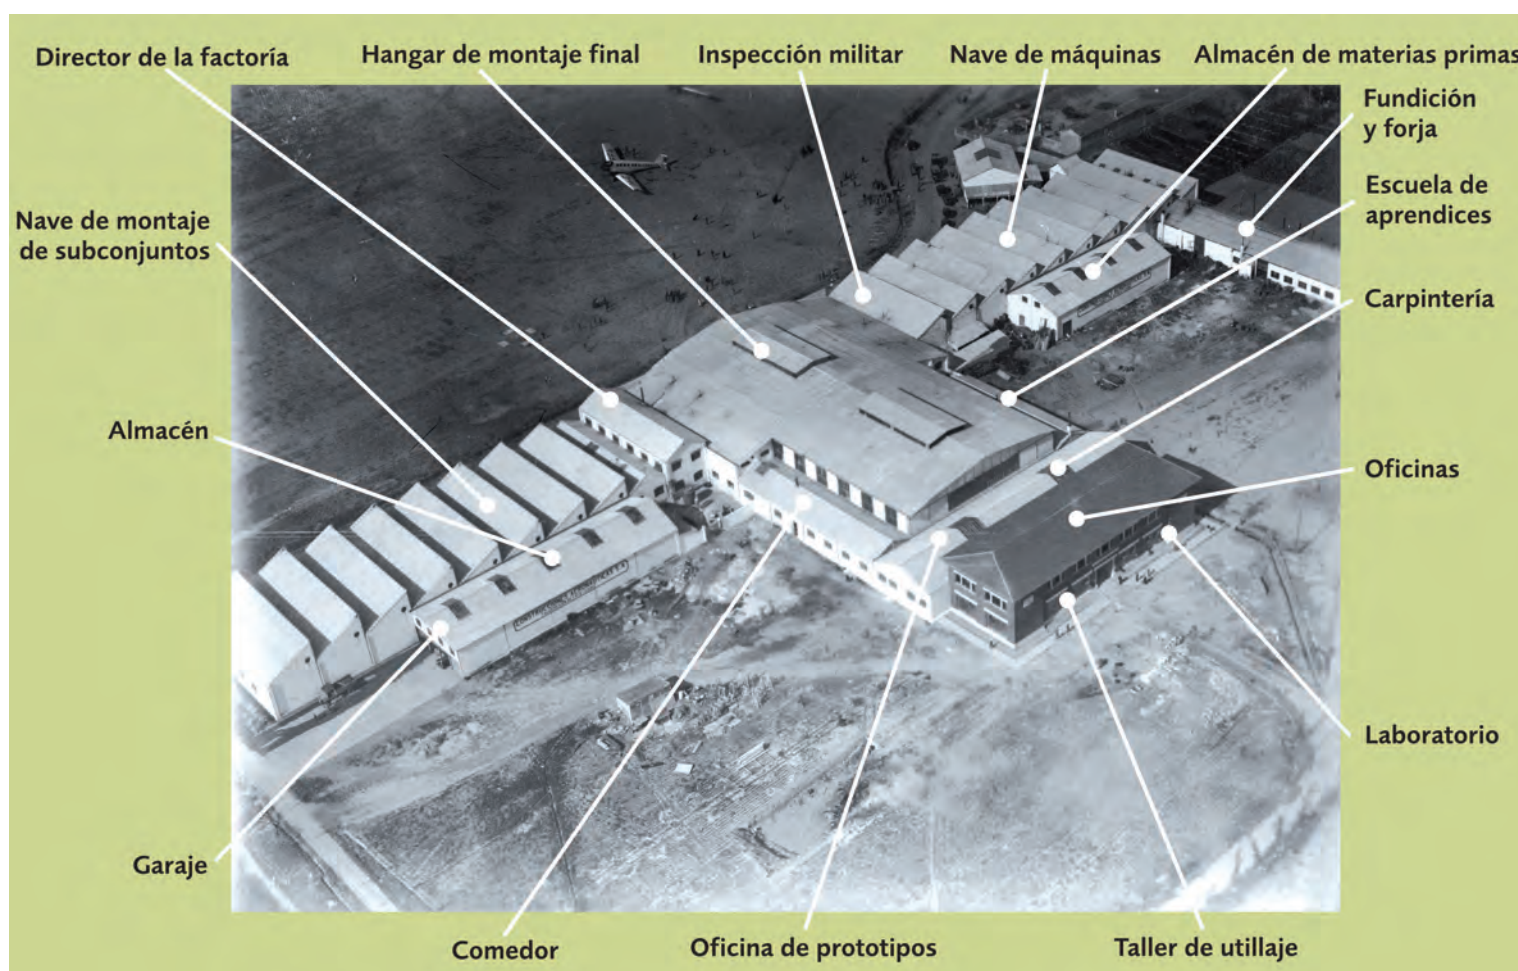 Director de la factoría
Hangar de montaje final
Inspección militar
Nave de máquinas
Almacén de materias primas
Fundición
y forja
Escuela de
aprendices
Nave de montaje
de subconjuntos
Carpintería
Almacén
Oficinas
Laboratorio
Garaje
Comedor
Oficina de prototipos
Taller de utillaje